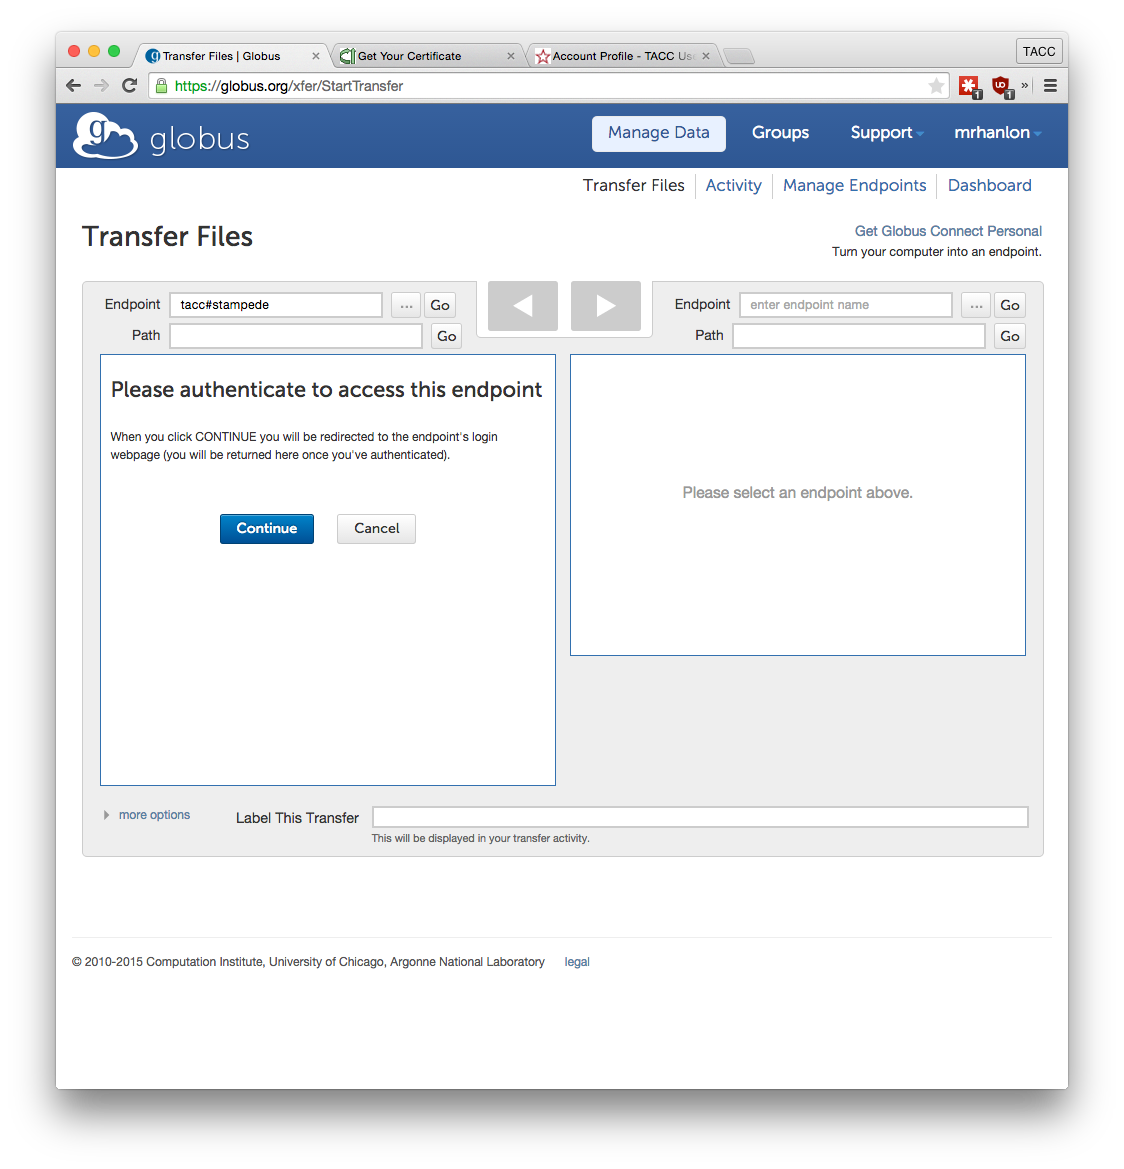 Transfer Files | Globus
Get Your Certificate
Account Profile - TACC Us
TACC
https://globus.org/xfer/StartTransfer
1
1
g globus
Manage Data
Groups
Support
mrhanlon
Transfer Files
Activity
Manage Endpoints
Dashboard
Transfer Files
Get Globus Connect Personal
Turn your computer into an endpoint.
Endpoint
tacc#stampede
...
Go
Endpoint
enter endpoint name
...
Go
Path
Go
Path
Go
Please authenticate to access this endpoint
When you click CONTINUE you will be redirected to the endpoint's login
webpage (you will be returned here once you've authenticated).
Continue
Cancel
Please select an endpoint above.
more options
Label This Transfer
This will be displayed in your transfer activity.
© 2010-2015 Computation Institute, University of Chicago, Argonne National Laboratory
legal